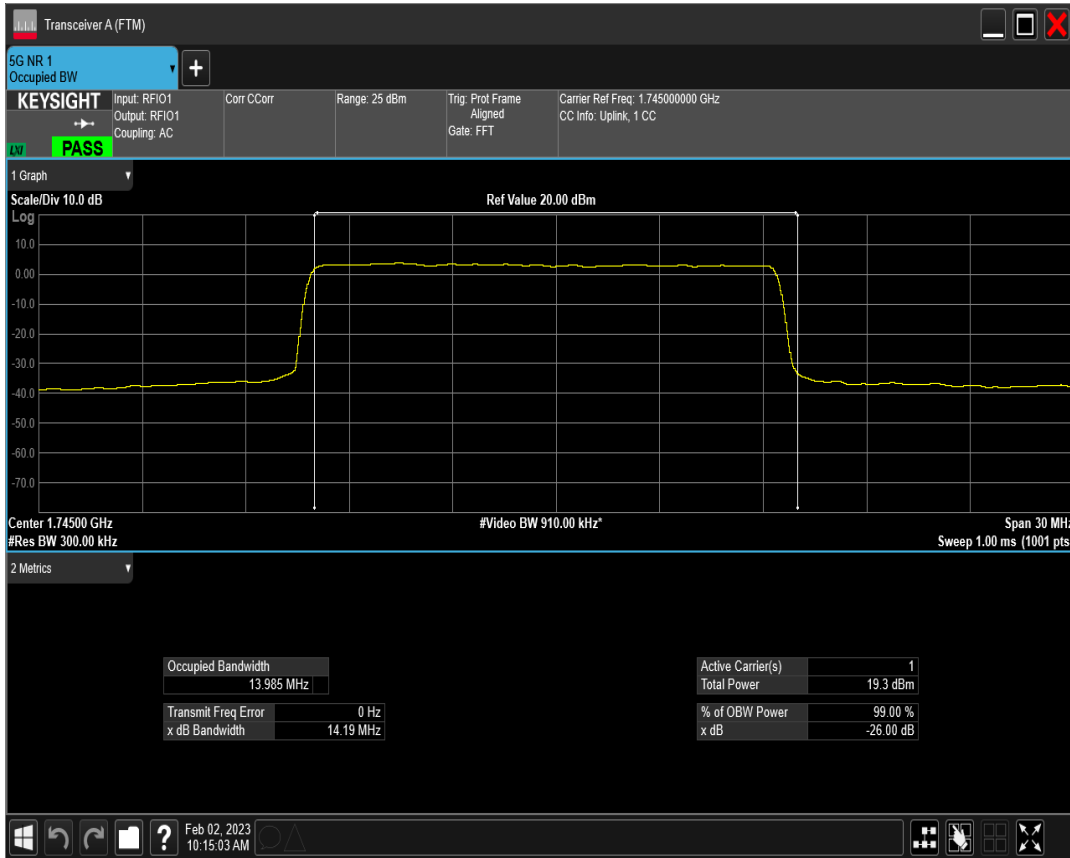 Transceiver A (FTM)
5G NR 1
Occupied BW
+
KEYSIGHT
LXI
PASS
Input: RFIO1
Output: RFIO1
Coupling: AC
Corr CCorr
Range: 25 dBm
Trig: Prot Frame
Aligned
Gate: FFT
Carrier Ref Freq: 1.745000000 GHz
CC Info: Uplink, 1 CC
1 Graph
Scale/Div 10.0 dB
Ref Value 20.00 dBm
Log
10.0
0.00
-10.0
-20.0
-30.0
-40.0
-50.0
-60.0
-70.0
Center 1.74500 GHz
#Video BW 910.00 kHz*
Span 30 MHz
#Res BW 300.00 kHz
Sweep 1.00 ms (1001 pts
2 Metrics
Occupied Bandwidth
13.985 MHz
Transmit Freq Error 0 Hz
x dB Bandwidth 14.19 MHz
Active Carrier(s) 1
Total Power 19.3 dBm
% of OBW Power 99.00 %
x dB -26.00 dB
?
Feb 02, 2023
10:15:03 AM